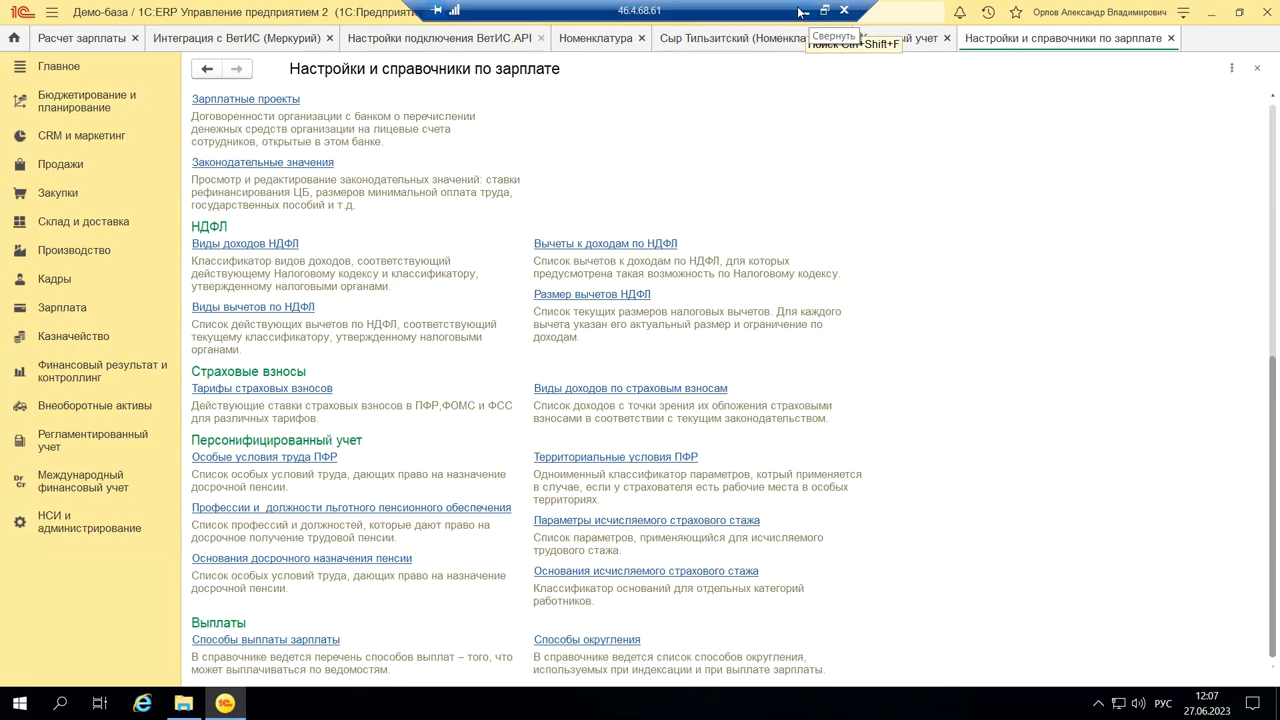 Демо-база / 1С:ERP Управление предприятием 2 (1С:Предприяти
46.4.68.61
Орлов Александр Владимирович
Расчет зарплаты
Интеграция с ВетИС (Меркурий)
Настройки подключения ВетИС.API
Номенклатура
Сыр Тильзитский (Номенкла
Свернуть
й учет
Настройки и справочники по зарплате
Поиск Ctrl+Shift+F
Главное
Бюджетирование и
планирование
CRM и маркетинг
Продажи
Закупки
Склад и доставка
Производство
Кадры
Зарплата
Казначейство
Финансовый результат и
контроллинг
Внеоборотные активы
Регламентированный
учет
Международный
финансовый учет
НСИ и
администрирование
Настройки и справочники по зарплате
Зарплатные проекты
Договоренности организации с банком о перечислении
денежных средств организации на лицевые счета
сотрудников, открытые в этом банке.
Законодательные значения
Просмотр и редактирование законодательных значений: ставки
рефинансирования ЦБ, размеров минимальной оплата труда,
государственных пособий и т.д.
НДФЛ
Виды доходов НДФЛ
Классификатор видов доходов, соответствующий
действующему Налоговому кодексу и классификатору,
утвержденному налоговыми органами.
Виды вычетов по НДФЛ
Список действующих вычетов по НДФЛ, соответствующий
текущему классификатору, утвержденному налоговыми
органами.
Вычеты к доходам по НДФЛ
Список вычетов к доходам по НДФЛ, для которых
предусмотрена такая возможность по Налоговому кодексу.
Размер вычетов НДФЛ
Список текущих размеров налоговых вычетов. Для каждого
вычета указан его актуальный размер и ограничение по
доходам.
Страховые взносы
Тарифы страховых взносов
Действующие ставки страховых взносов в ПФР,ФОМС и ФСС
для различных тарифов.
Виды доходов по страховым взносам
Список доходов с точки зрения их обложения страховыми
взносами в соответствии с текущим законодательством.
Персонифицированный учет
Особые условия труда ПФР
Список особых условий труда, дающих право на назначение
досрочной пенсии.
Профессии и  должности льготного пенсионного обеспечения
Список профессий и должностей, которые дают право на
досрочное получение трудовой пенсии.
Основания досрочного назначения пенсии
Список особых условий труда, дающих право на назначение
досрочной пенсии.
Территориальные условия ПФР
Одноименный классификатор параметров, котрый применяется
в случае, если у страхователя есть рабочие места в особых
территориях.
Параметры исчисляемого страхового стажа
Список параметров, применяющийся для исчисляемого
трудового стажа.
Основания исчисляемого страхового стажа
Классификатор оснований для отдельных категорий
работников.
Выплаты
Способы выплаты зарплаты
В справочнике ведется перечень способов выплат – того, что
может выплачиваться по ведомостям.
Способы округления
В справочнике ведется список способов округления,
используемых при индексации и при выплате зарплаты.
Dr
Cr
РУС
12:07
27.06.2023